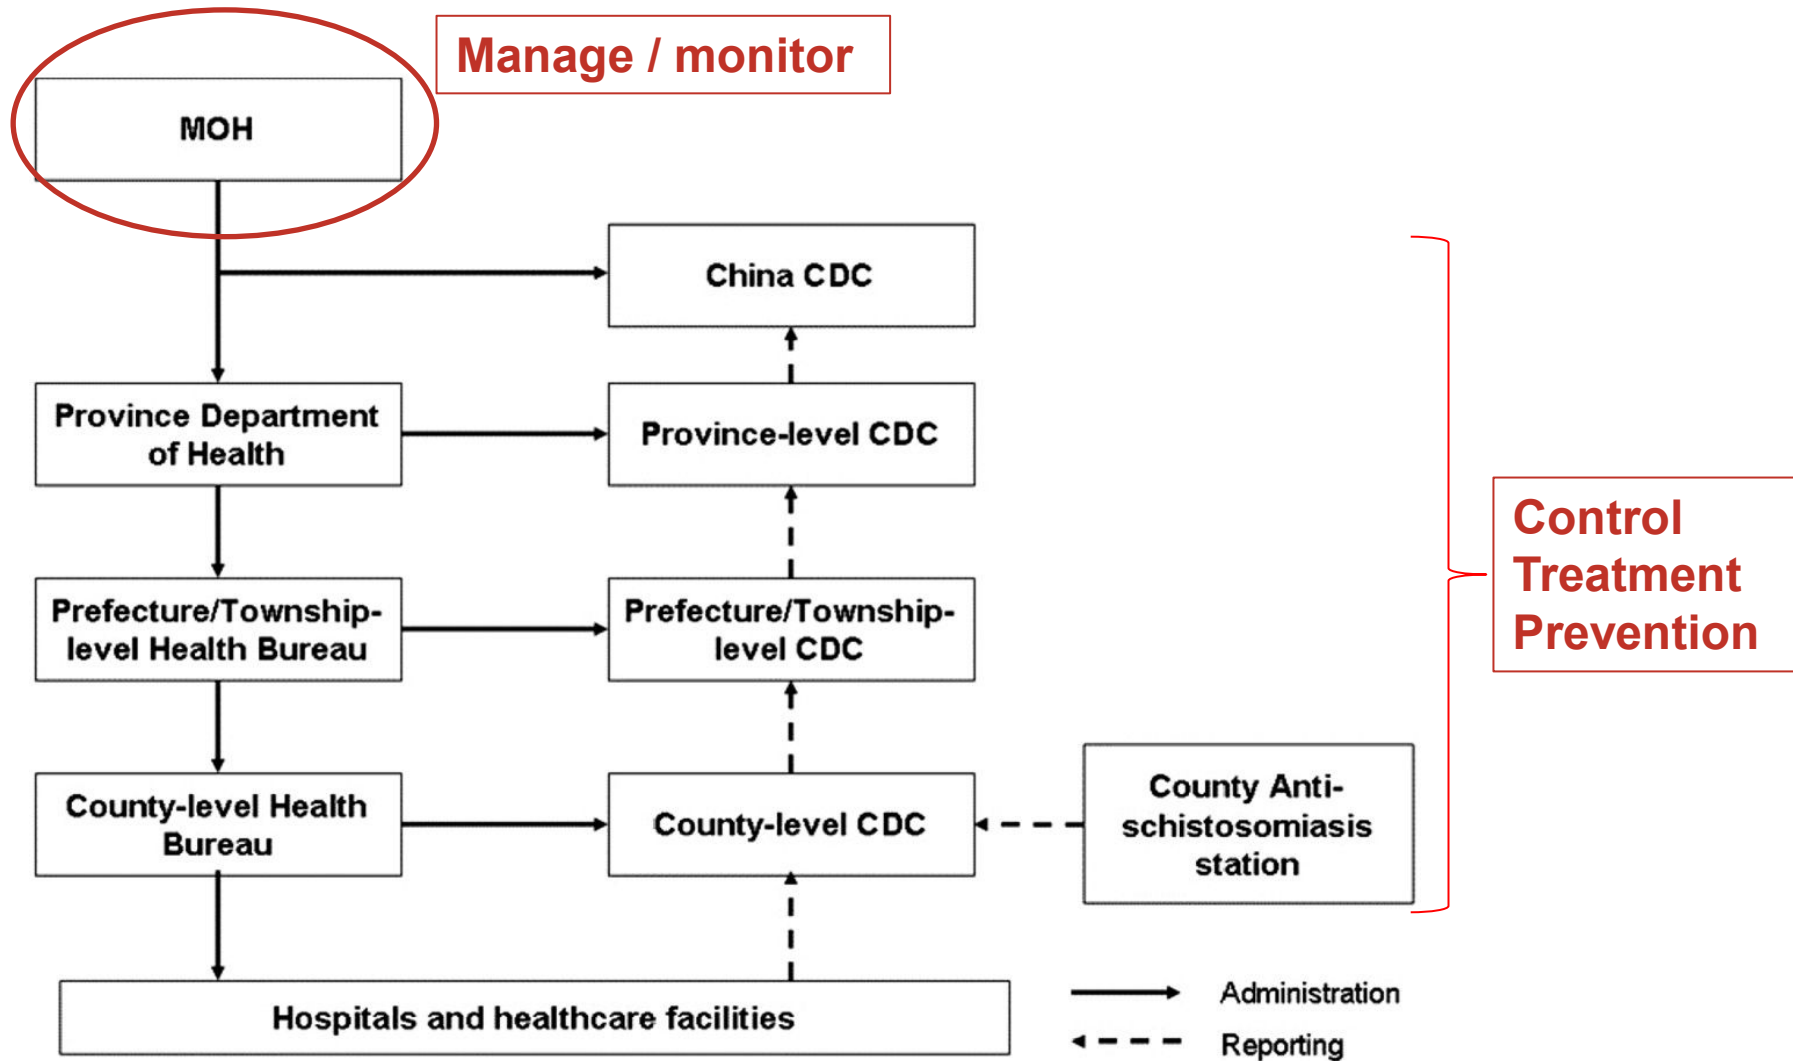 Manage / monitor
MOH
China CDC
Province Department
of Health
Province-level CDC
Prefecture/Township-
level Health Bureau
Prefecture/Township-
level CDC
County-level Health
Bureau
County-level CDC
County Anti-
schistosomiasis
station
Control
Treatment
Prevention
Hospitals and healthcare facilities
Administration
Reporting